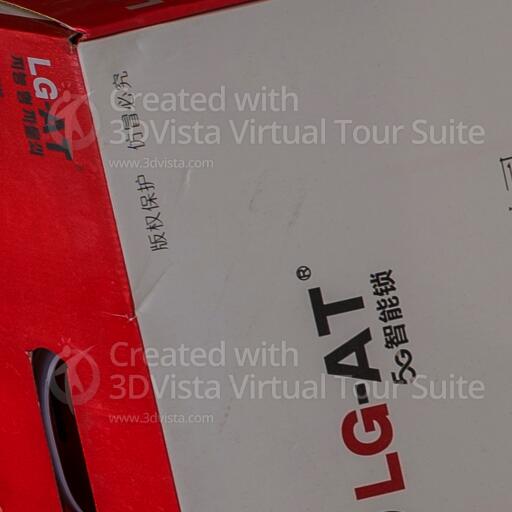 LG-AT
版权保护 仿冒必究
LG-AT®
5G智能锁
Created with
3DVista Virtual Tour Suite
www.3dvista.com
Created with
3DVista Virtual Tour Suite
www.3dvista.com